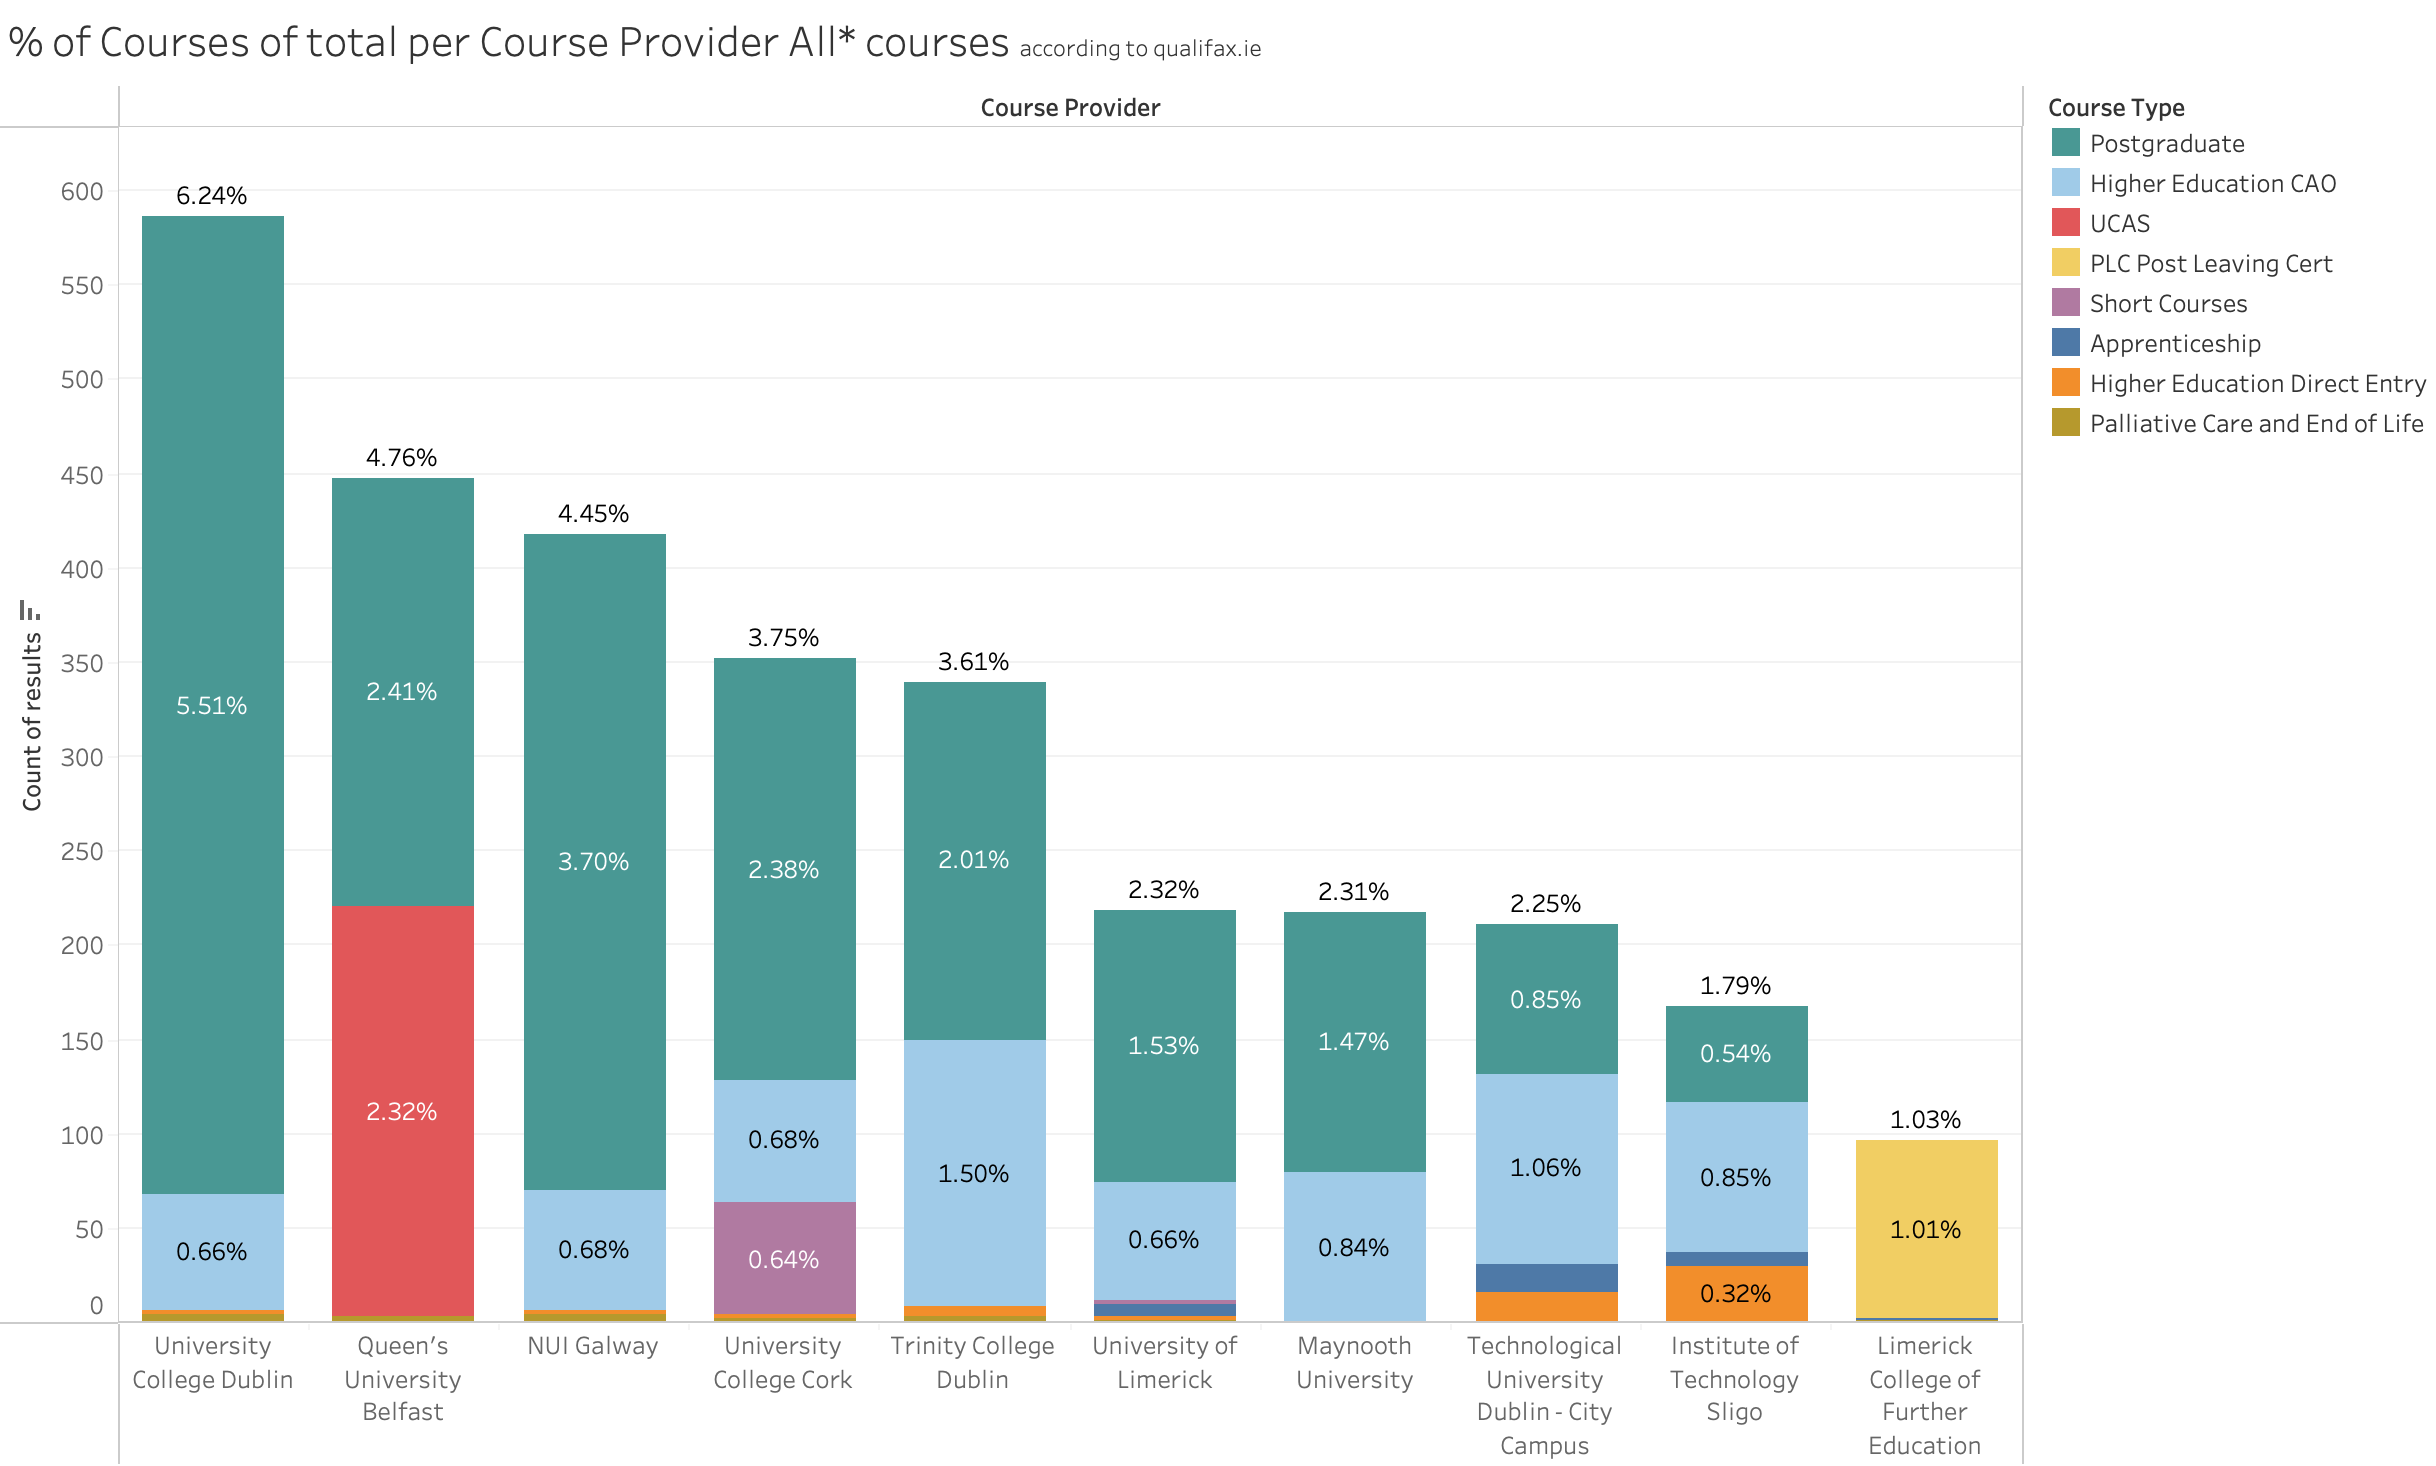 % of Courses of total per Course Provider All* courses according to qualifax.ie
Course Provider
Course Type
Postgraduate
Higher Education CAO
UCAS
PLC Post Leaving Cert
Short Courses
Apprenticeship
Higher Education Direct Entry
Palliative Care and End of Life
Count of results
600
550
500
450
400
350
300
250
200
150
100
50
0
6.24%
5.51%
0.66%
4.76%
2.41%
2.32%
4.45%
3.70%
0.68%
3.75%
2.38%
0.68%
0.64%
3.61%
2.01%
1.50%
2.32%
1.53%
0.66%
2.31%
1.47%
0.84%
2.25%
0.85%
1.06%
1.79%
0.54%
0.85%
0.32%
1.03%
1.01%
University
College Dublin
Queen’s
University
Belfast
NUI Galway
University
College Cork
Trinity College
Dublin
University of
Limerick
Maynooth
University
Technological
University
Dublin - City
Campus
Institute of
Technology
Sligo
Limerick
College of
Further
Education